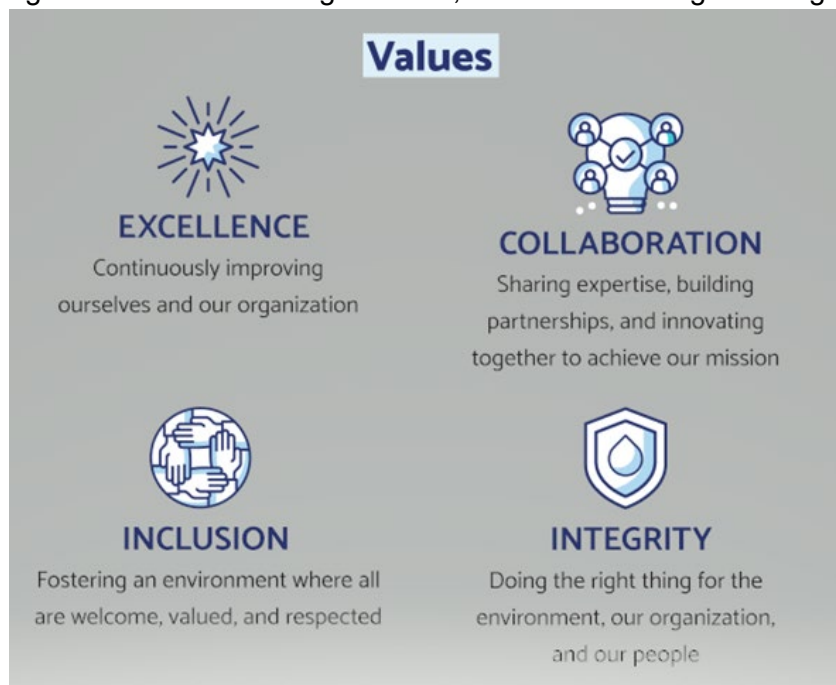 Values
EXCELLENCE
Continuously improving
ourselves and our organization
COLLABORATION
Sharing expertise, building
partnerships, and innovating
together to achieve our mission
INCLUSION
Fostering an environment where all
are welcome, valued, and respected
INTEGRITY
Doing the right thing for the
environment, our organization,
and our people